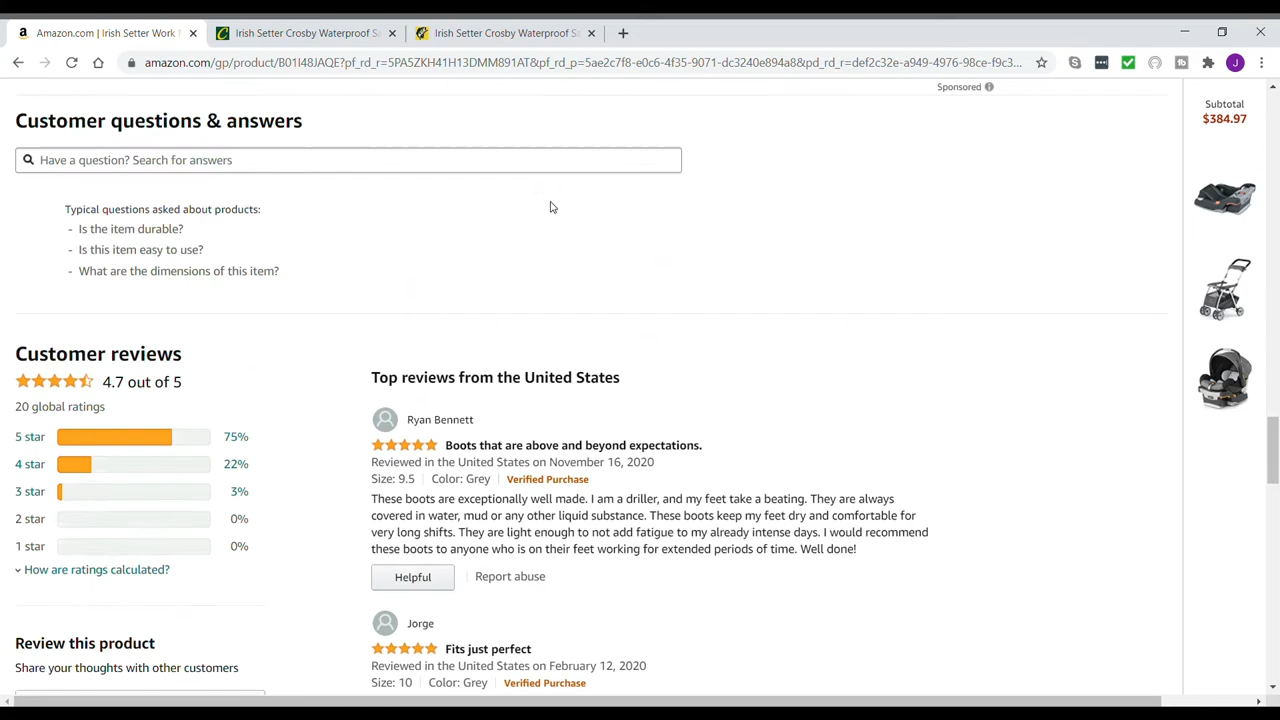 Amazon.com | Irish Setter Work
Irish Setter Crosby Waterproof S
Irish Setter Crosby Waterproof S
amazon.com/gp/product/B01I48JAQE?pf_rd_r=5PA5ZMH41H13DMM891AT&pf_rd_p=5ae2c7f8-e0c6-4f35-9071-dc3240e894a8&pd_rd_r=def2c32e-a949-4976-98ce-f9c3...
J
Sponsored
Subtotal
$384.97
Customer questions & answers
Have a question? Search for answers
Typical questions asked about products:
- Is the item durable?
- Is this item easy to use?
- What are the dimensions of this item?
Customer reviews
4.7 out of 5
20 global ratings
5 star 75%
4 star 22%
3 star 3%
2 star 0%
1 star 0%
How are ratings calculated?
Review this product
Share your thoughts with other customers
Top reviews from the United States
Ryan Bennett
Boots that are above and beyond expectations.
Reviewed in the United States on November 16, 2020
Size: 9.5 | Color: Grey | Verified Purchase
These boots are exceptionally well made. I am a driller, and my feet take a beating. They are always
covered in water, mud or any other liquid substance. These boots keep my feet dry and comfortable for
very long shifts. They are light enough to not add fatigue to my already intense days. I would recommend
these boots to anyone who is on their feet working for extended periods of time. Well done!
Helpful | Report abuse
Jorge
Fits just perfect
Reviewed in the United States on February 12, 2020
Size: 10 | Color: Grey | Verified Purchase